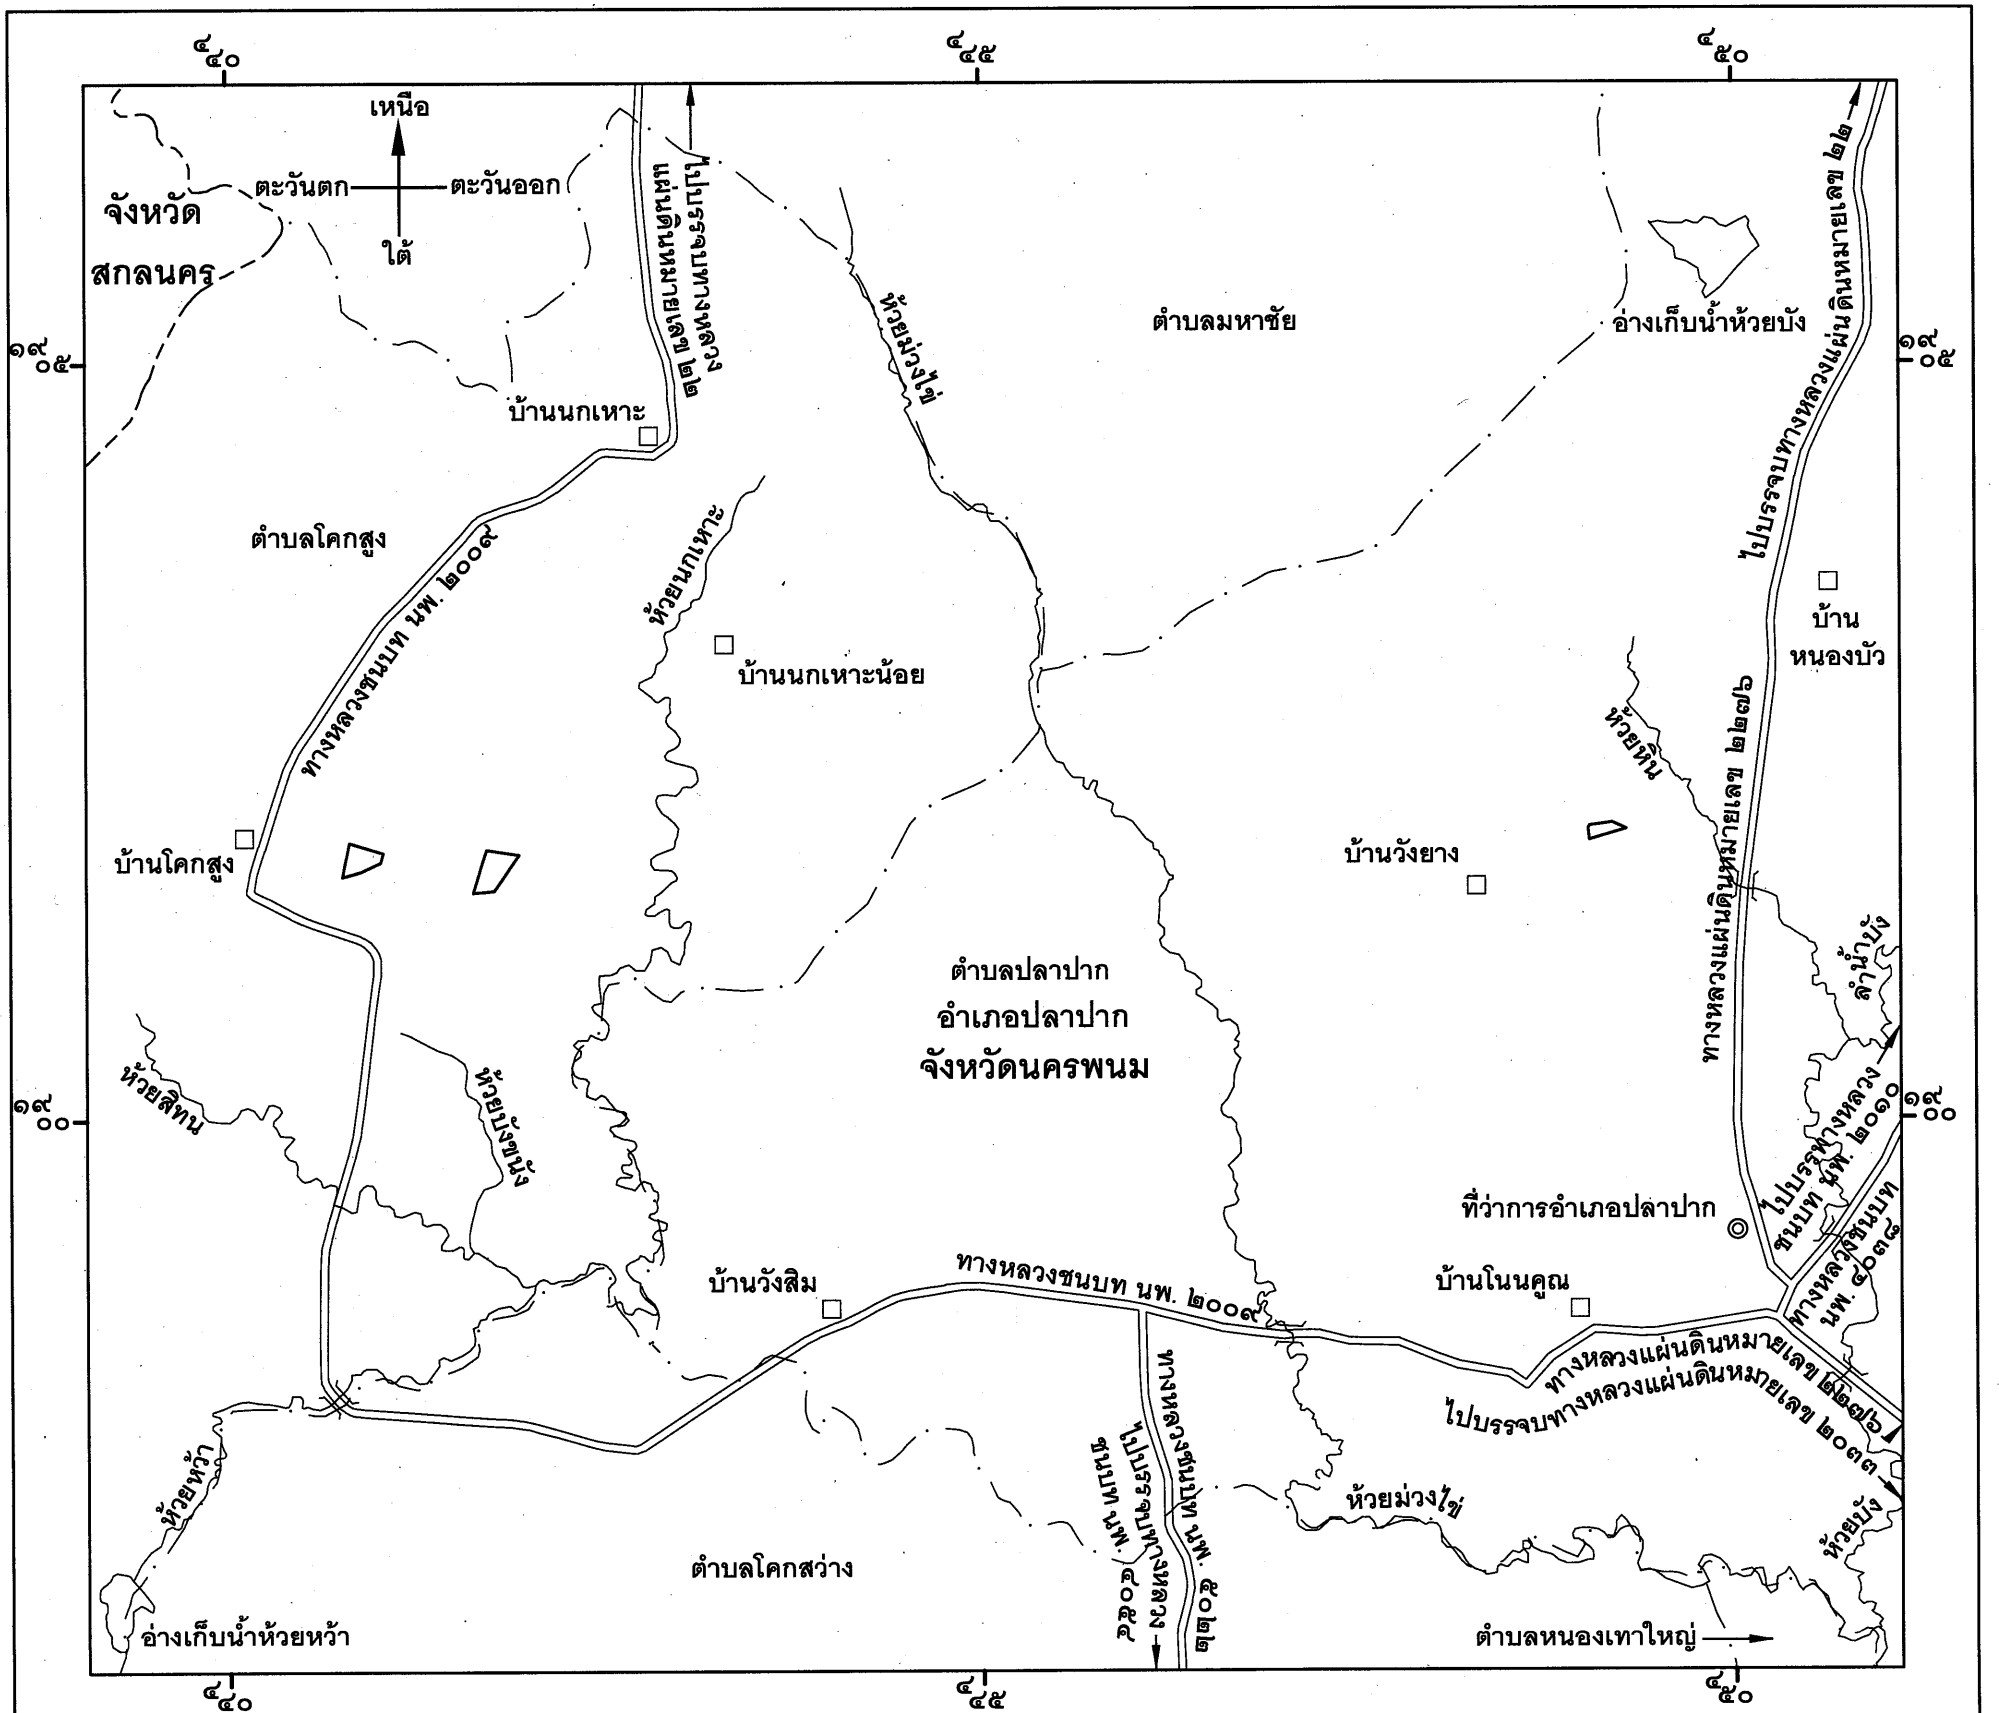 ๔๔๐
๔๔๕
๔๕๐
เหนือ
ตะวันตก
ตะวันออก
ใต้
จังหวัด
สกลนคร
ไปบรรจบทางหลวง
แผ่นดินหมายเลข ๒๒
ห้วยม่วงไข่
ตำบลมหาชัย
อ่างเก็บน้ำห้วยบัง
ไปบรรจบทางหลวงแผ่นดินหมายเลข ๒๒
๑๙๐๕
๑๙๐๕
บ้านนกเหาะ
ตำบลโคกสูง
ทางหลวงชนบท นพ. ๒๐๐๙
ห้วยนกเหาะ
บ้านนกเหาะน้อย
บ้าน
หนองบัว
ห้วยหิน
ทางหลวงแผ่นดินหมายเลข ๒๒๗๖
บ้านโคกสูง
บ้านวังยาง
ลำน้ำบัง
ตำบลปลาปาก
อำเภอปลาปาก
จังหวัดนครพนม
ห้วยสิทน
ห้วยบังขนัง
๑๙๐๐
๑๙๐๐
ไปบรรทางหลวง
ชนบท นพ. ๒๐๑๐
ที่ว่าการอำเภอปลาปาก
ทางหลวงชนบท
นพ. ๔๐๓๘
บ้านวังสิม
ทางหลวงชนบท นพ. ๒๐๐๙
บ้านโนนคูณ
ทางหลวงแผ่นดินหมายเลข ๒๒๗๖
ไปบรรจบทางหลวงแผ่นดินหมายเลข ๒๐๓๓
ทางหลวงชนบท นพ. ๕๐๒๒
ไปบรรจบทางหลวง
ชนบท นพ. ๔๐๕๔
ห้วยหว้า
ห้วยม่วงไข่
ห้วยบัง
ตำบลโคกสว่าง
อ่างเก็บน้ำห้วยหว้า
ตำบลหนองเทาใหญ่
๔๔๐
๔๔๕
๔๕๐